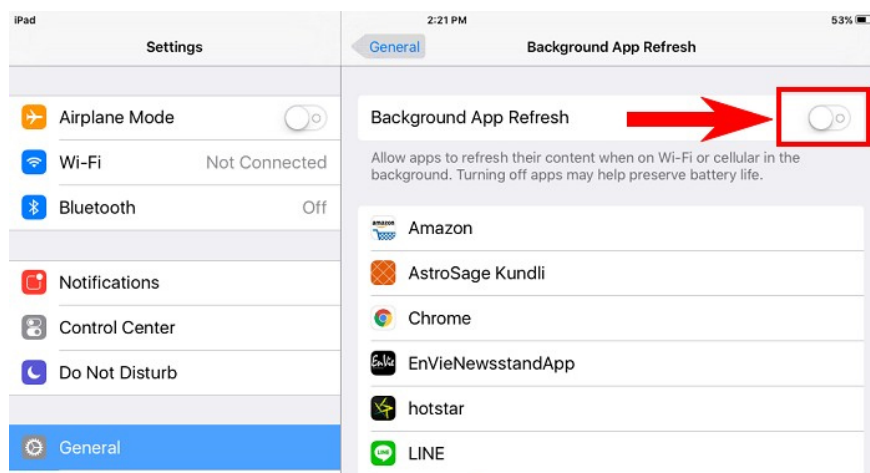 iPad
2:21 PM
53%
Settings
General
Background App Refresh
Airplane Mode
Wi-Fi
Not Connected
Bluetooth
Off
Notifications
Control Center
Do Not Disturb
General
Background App Refresh
Allow apps to refresh their content when on Wi-Fi or cellular in the
background. Turning off apps may help preserve battery life.
amazon
Amazon
AstroSage Kundli
Chrome
EnVie
EnVieNewsstandApp
hotstar
LINE
LINE